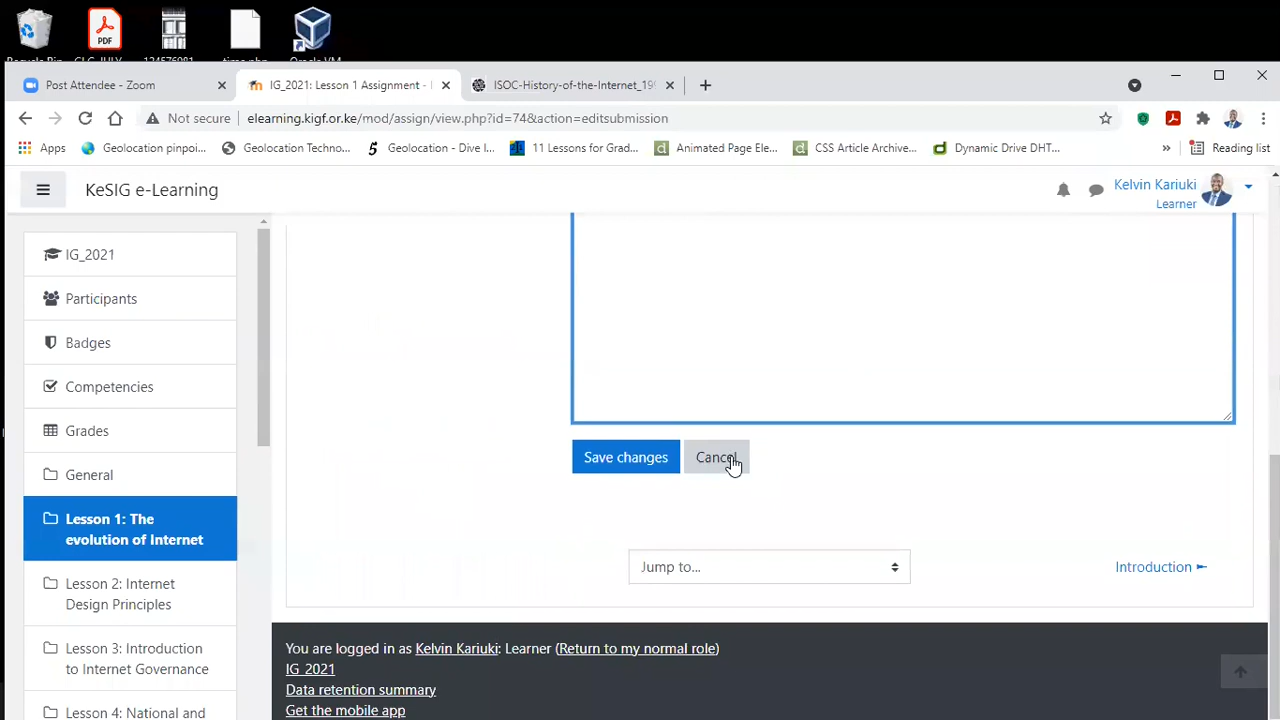 PDF
Post Attendee - Zoom
IG_2021: Lesson 1 Assignment -
ISOC-History-of-the-Internet_199
Not secure
elearning.kigf.or.ke/mod/assign/view.php?id=74&action=editsubmission
Apps
Geolocation pinpoi...
Geolocation Techno...
Geolocation - Dive I...
11 Lessons for Grad...
Animated Page Ele...
CSS Article Archive...
Dynamic Drive DHT...
»
Reading list
KeSIG e-Learning
Kelvin Kariuki
Learner
IG_2021
Participants
Badges
Competencies
Grades
General
Lesson 1: The
evolution of Internet
Lesson 2: Internet
Design Principles
Lesson 3: Introduction
to Internet Governance
Lesson 4: National and
Save changes
Cancel
Jump to...
Introduction ►
You are logged in as Kelvin Kariuki: Learner (Return to my normal role)
IG_2021
Data retention summary
Get the mobile app